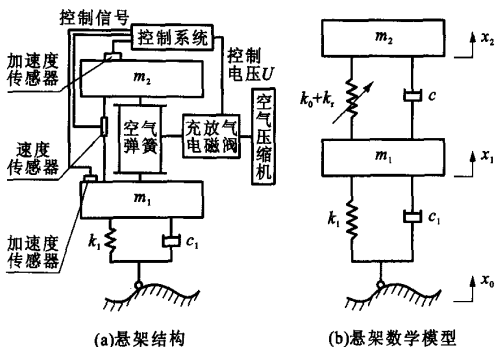 控制信号
控制系统
加速度
传感器
m₂
控制
电压U
速度
传感器
空气
弹簧
充放气
电磁阀
空气压缩机
m₁
加速度
传感器
k₁
c₁
(a)悬架结构
m₂
x₂
k₀+kᵣ
c
m₁
x₁
k₁
c₁
x₀
(b)悬架数学模型